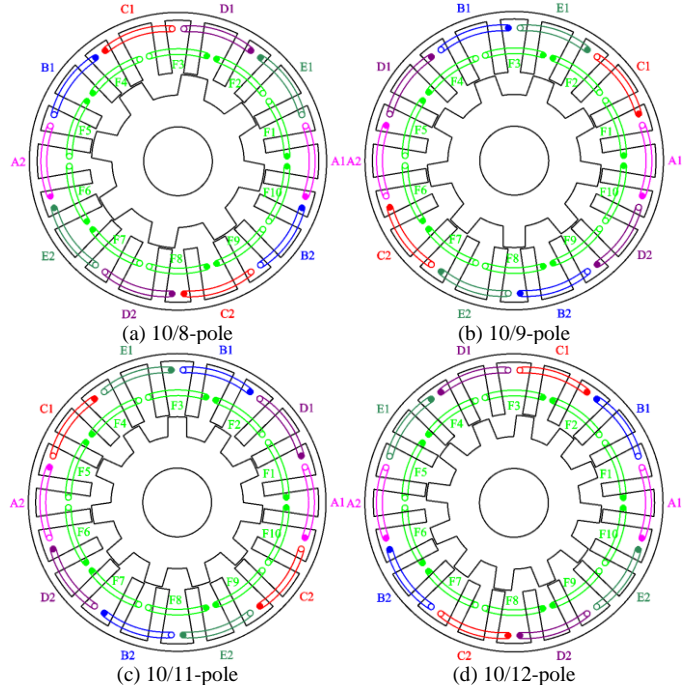 C1 D1
B1 E1
F3
F4 F2
F5 F1
A2 A1
F6 F10
F7 F9
F8
E2 B2
D2 C2
(a) 10/8-pole
B1 E1
D1 C1
F3
F4 F2
F5 F1
A2 A1
F6 F10
F7 F9
F8
C2 D2
E2 B2
(b) 10/9-pole
E1 B1
C1 D1
F3
F4 F2
F5 F1
A2 A1
F6 F10
F7 F9
F8
D2 C2
B2 E2
(c) 10/11-pole
D1 C1
E1 B1
F3
F4 F2
F5 F1
A2 A1
F6 F10
F7 F9
F8
B2 E2
C2 D2
(d) 10/12-pole